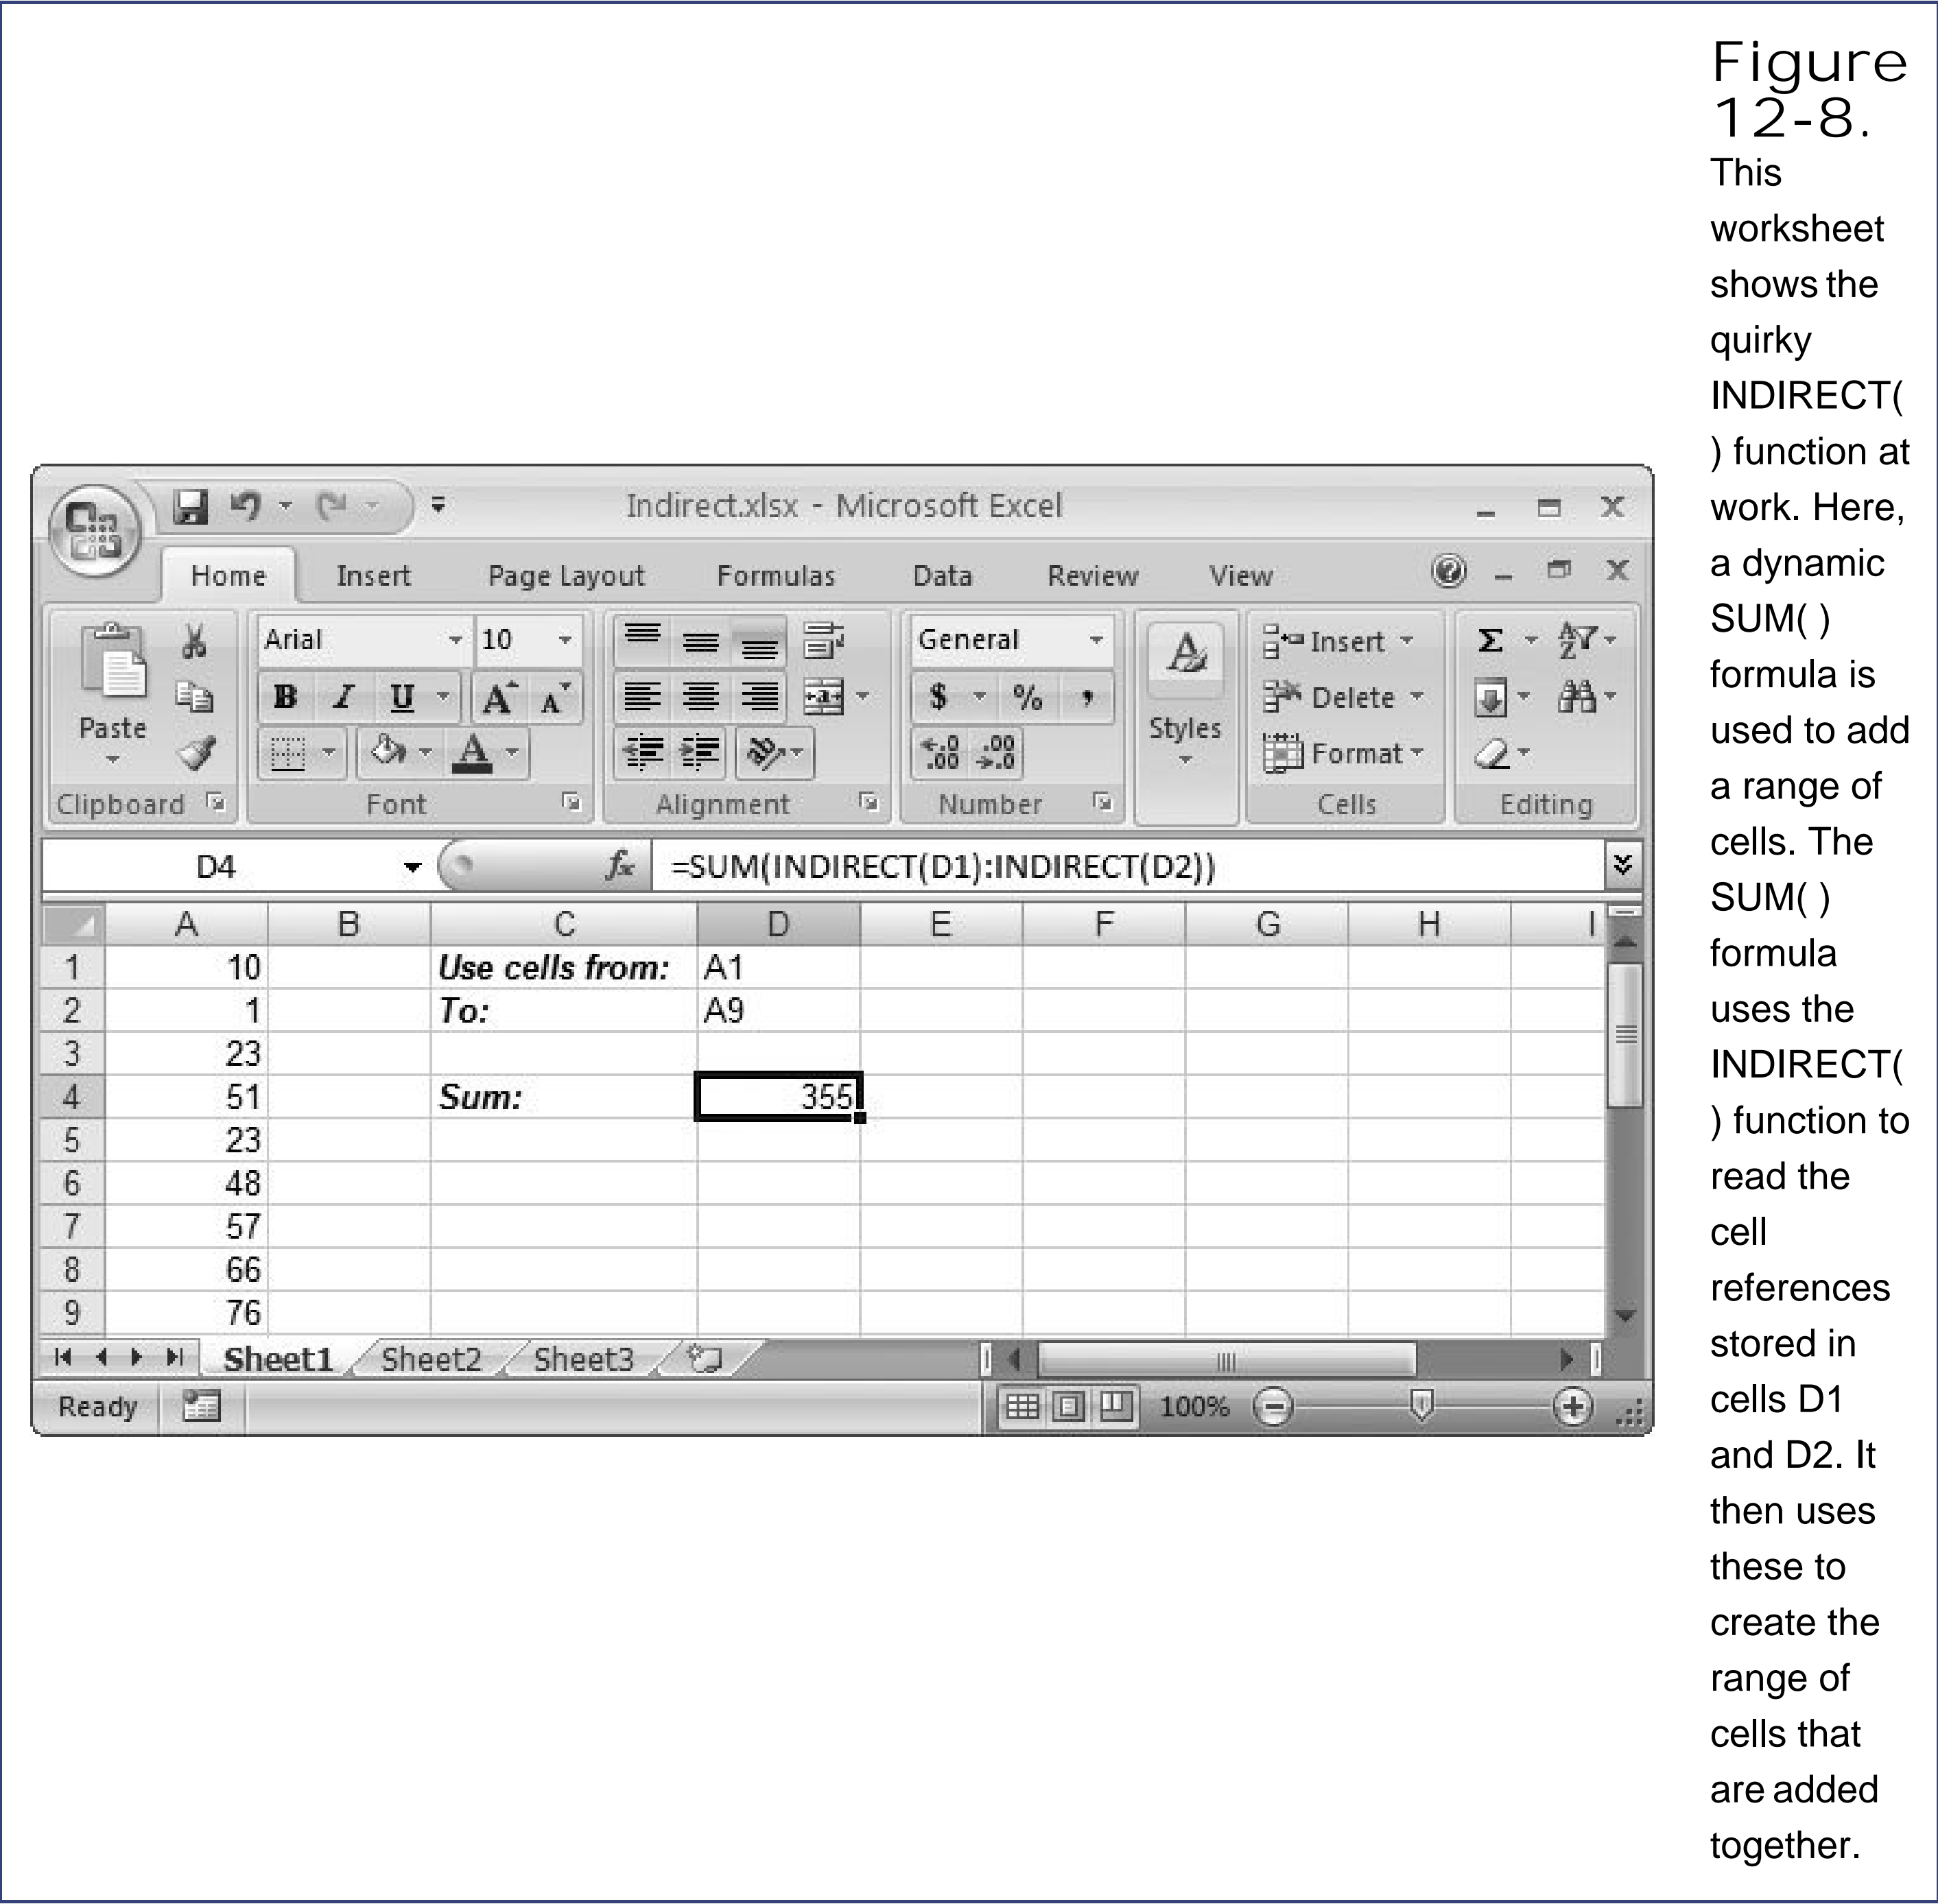 Indirect.xlsx - Microsoft Excel
Home Insert Page Layout Formulas Data Review View
Paste
Clipboard
Arial 10
B I U A A
A
Font
Alignment
General
$ % ,
.0 .00
.00 .0
Number
A
Styles
Insert
Delete
Format
Cells
Σ A Z
Editing
D4 fx =SUM(INDIRECT(D1):INDIRECT(D2))
A B C D E F G H I
1 10 Use cells from: A1
2 1 To: A9
3 23
4 51 Sum: 355
5 23
6 48
7 57
8 66
9 76
Sheet1 Sheet2 Sheet3
Ready 100%
Figure
12-8.
This
worksheet
shows the
quirky
INDIRECT(
) function at
work. Here,
a dynamic
SUM( )
formula is
used to add
a range of
cells. The
SUM( )
formula
uses the
INDIRECT(
) function to
read the
cell
references
stored in
cells D1
and D2. It
then uses
these to
create the
range of
cells that
are added
together.